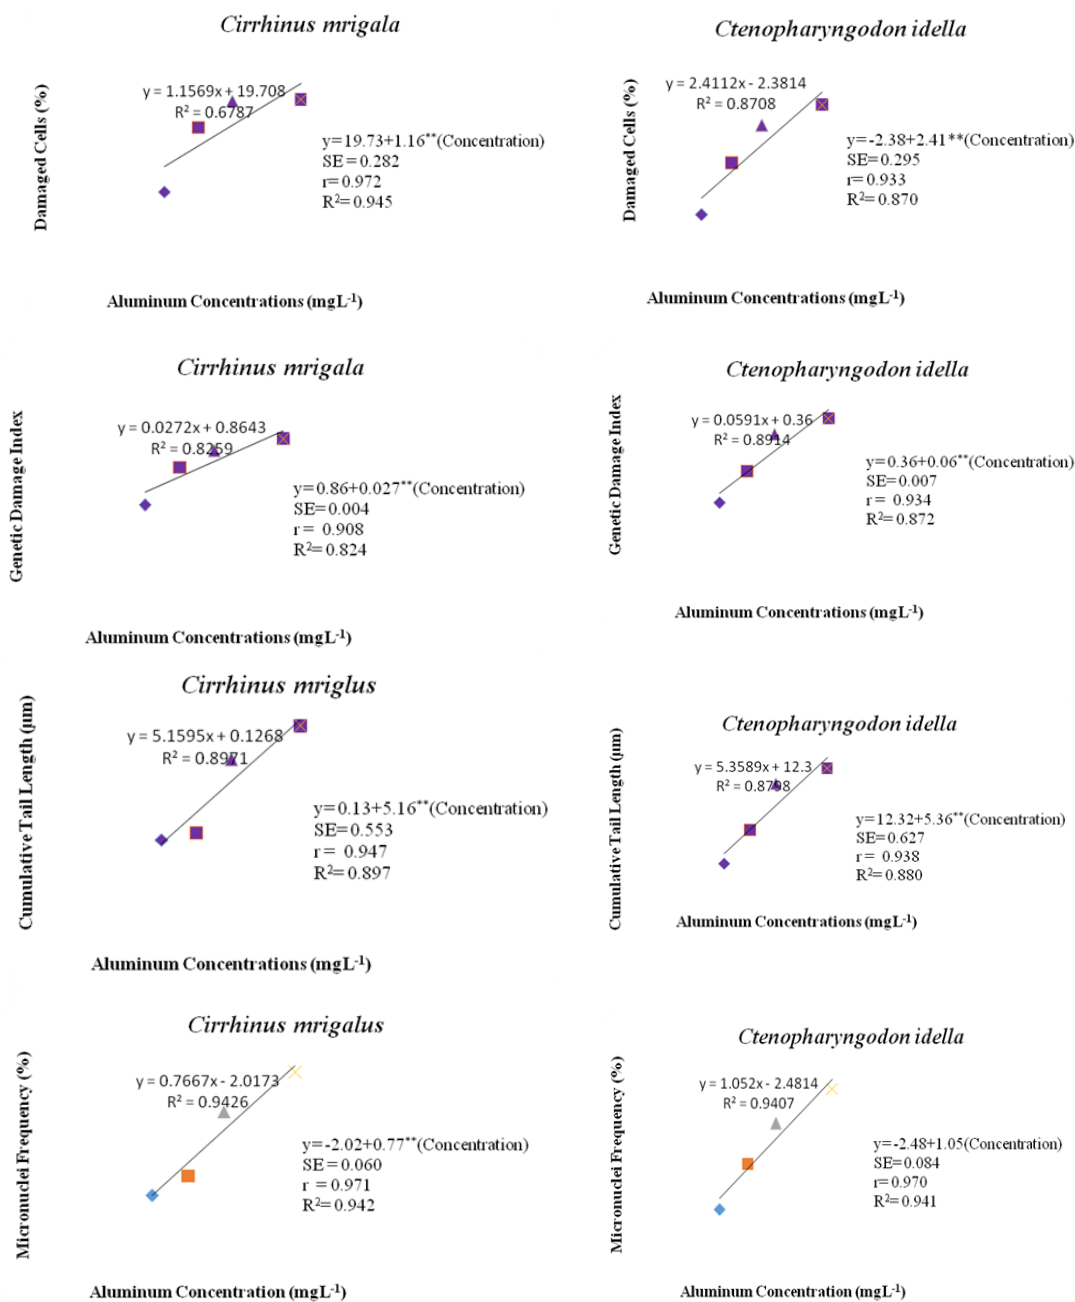 Cirrhinus mrigala
Damaged Cells (%)
y = 1.1569x + 19.708
R² = 0.6787
y=19.73+1.16**(Concentration)
SE = 0.282
r=0.972
R²= 0.945
Aluminum Concentrations (mgL⁻¹)
Ctenopharyngodon idella
Damaged Cells (%)
y = 2.4112x - 2.3814
R² = 0.8708
y=-2.38+2.41**(Concentration)
SE=0.295
r=0.933
R²= 0.870
Aluminum Concentrations (mgL⁻¹)
Cirrhinus mrigala
Genetic Damage Index
y = 0.0272x + 0.8643
R² = 0.8259
y=0.86+0.027**(Concentration)
SE=0.004
r = 0.908
R²= 0.824
Aluminum Concentrations (mgL⁻¹)
Ctenopharyngodon idella
Genetic Damage Index
y = 0.0591x + 0.36
R² = 0.8914
y=0.36+0.06**(Concentration)
SE=0.007
r = 0.934
R²= 0.872
Aluminum Concentrations (mgL⁻¹)
Cirrhinus mriglus
Cumulative Tail Length (µm)
y = 5.1595x + 0.1268
R² = 0.8971
y=0.13+5.16**(Concentration)
SE=0.553
r = 0.947
R²= 0.897
Aluminum Concentrations (mgL⁻¹)
Ctenopharyngodon idella
Cumulative Tail Length (µm)
y = 5.3589x + 12.3
R² = 0.8798
y=12.32+5.36**(Concentration)
SE=0.627
r = 0.938
R²= 0.880
Aluminum Concentrations (mgL⁻¹)
Cirrhinus mrigalus
Micronuclei Frequency (%)
y = 0.7667x - 2.0173
R² = 0.9426
y=-2.02+0.77**(Concentration)
SE = 0.060
r = 0.971
R²= 0.942
Aluminum Concentration (mgL⁻¹)
Ctenopharyngodon idella
Micronuclei Frequency (%)
y = 1.052x - 2.4814
R² = 0.9407
y=-2.48+1.05(Concentration)
SE=0.084
r=0.970
R²= 0.941
Aluminum Concentration (mgL⁻¹)